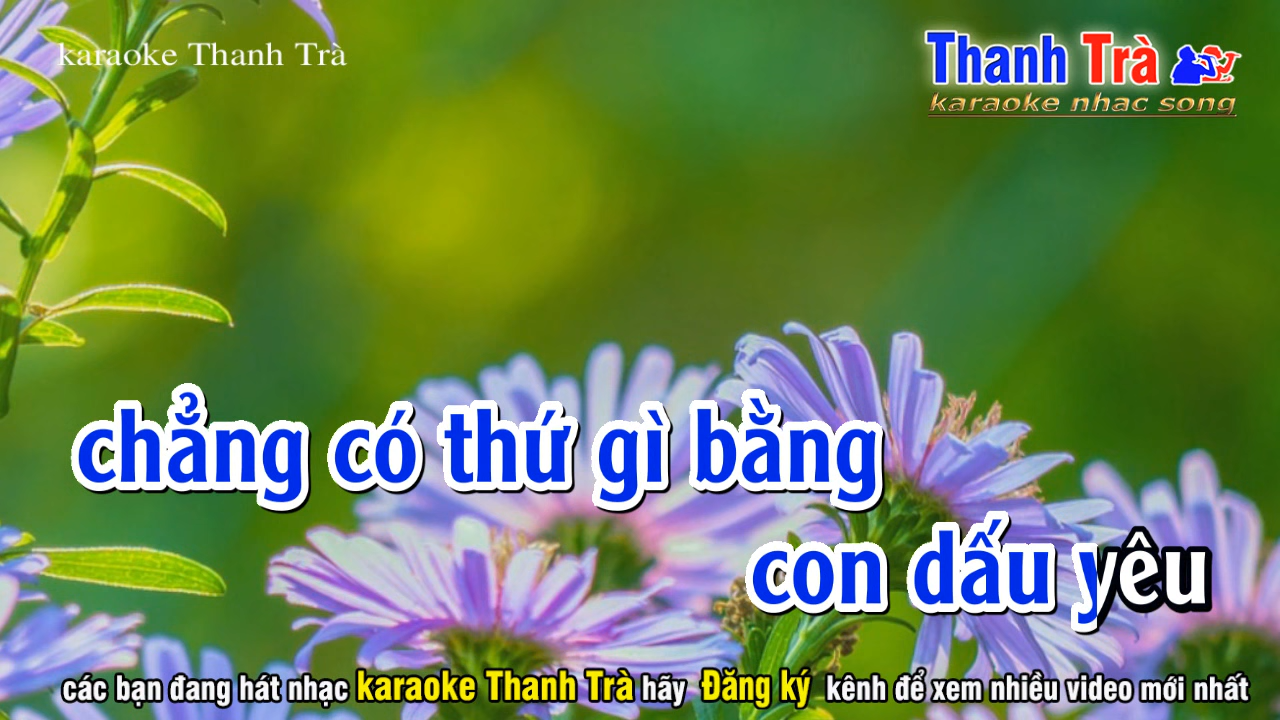 karaoke Thanh Trà
Thanh Trà
karaoke nhac song
chẳng có thứ gì bằng
con dấu yêu
các bạn đang hát nhạc karaoke Thanh Trà hãy Đăng ký kênh để xem nhiều video mới nhất